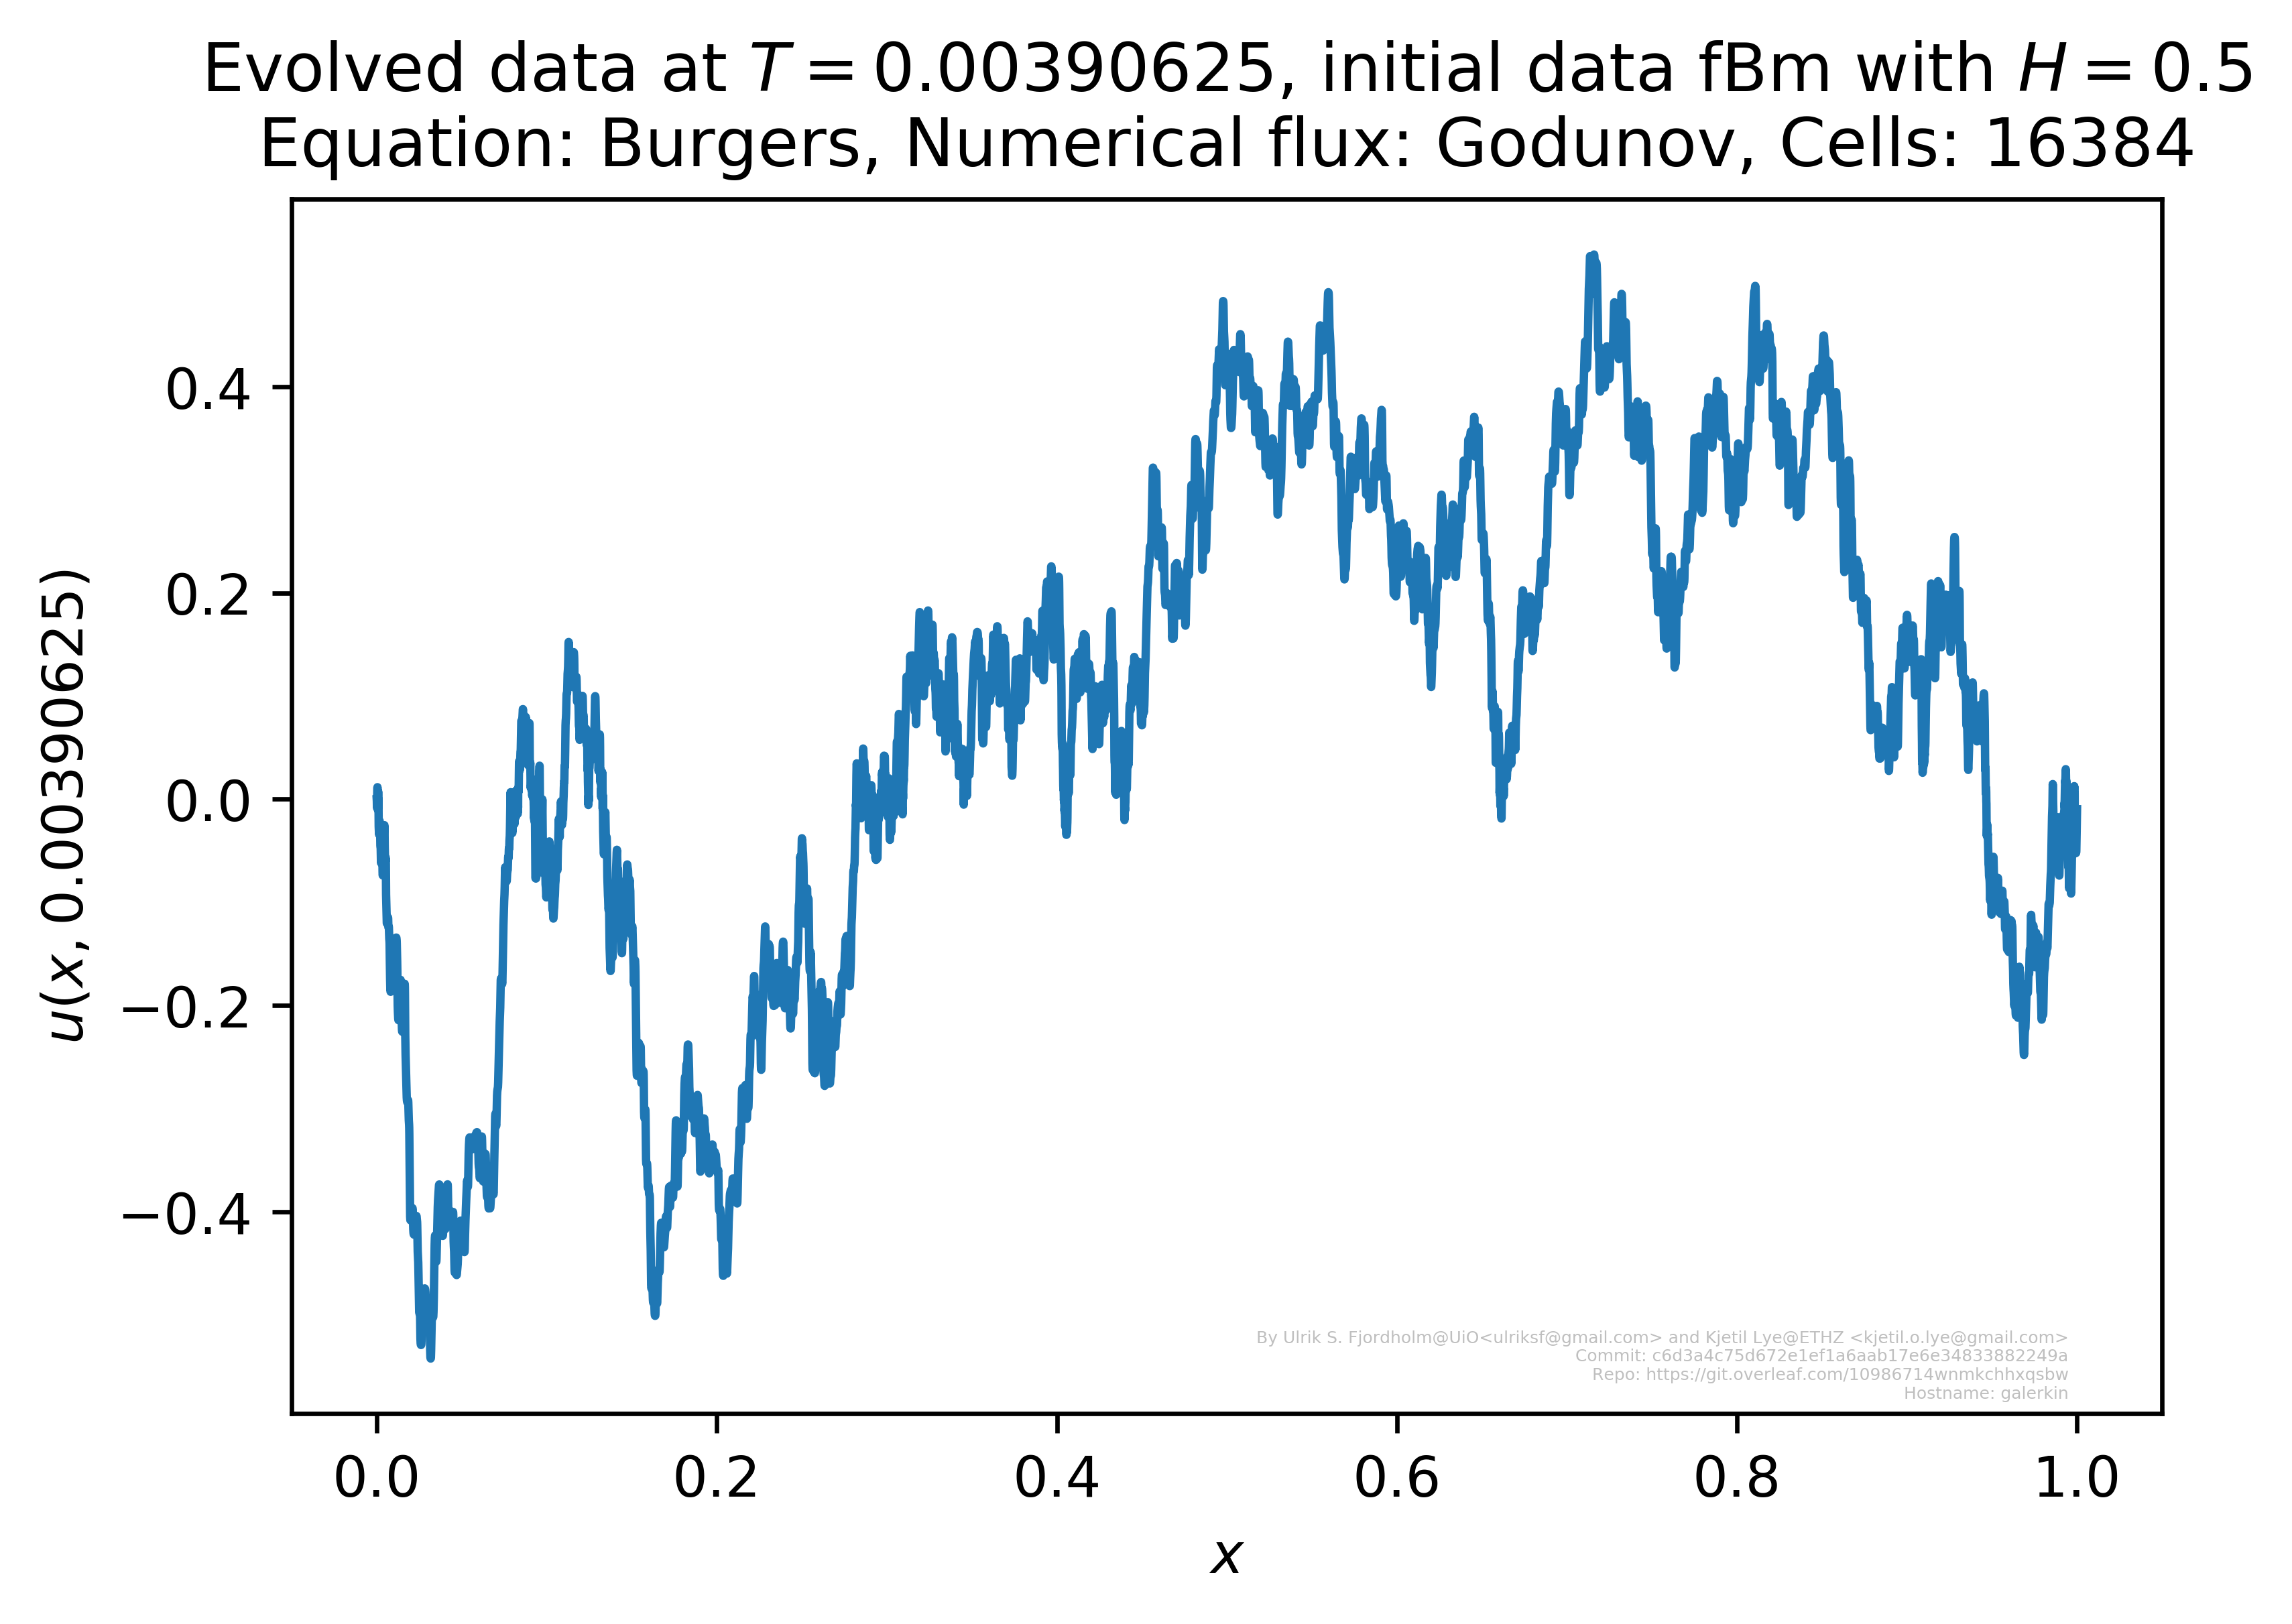 Evolved data at T = 0.00390625, initial data fBm with H = 0.5
Equation: Burgers, Numerical flux: Godunov, Cells: 16384
u(x, 0.00390625)
0.4
0.2
0.0
−0.2
−0.4
By Ulrik S. Fjordholm@UiO<ulriksf@gmail.com> and Kjetil Lye@ETHZ <kjetil.o.lye@gmail.com>
Commit: c6d3a4c75d672e1ef1a6aab17e6e34833882249a
Repo: https://git.overleaf.com/10986714wnmkchhxqsbw
Hostname: galerkin
0.0 0.2 0.4 0.6 0.8 1.0
x